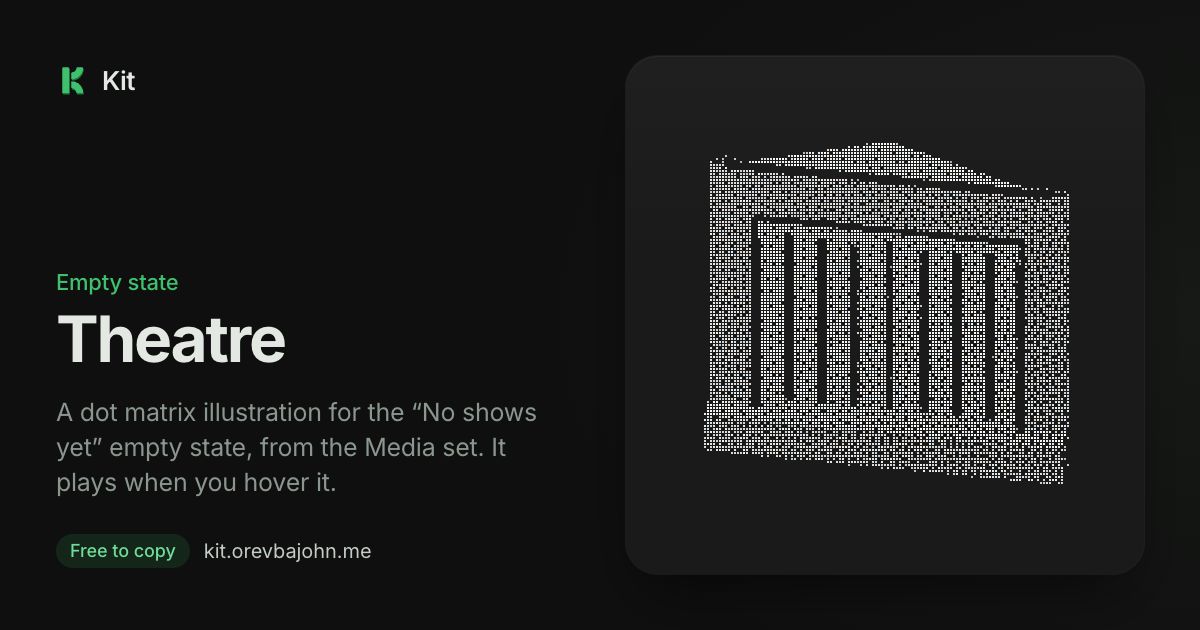 Kit
Empty state
Theatre
A dot matrix illustration for the “No shows
yet” empty state, from the Media set. It
plays when you hover it.
Free to copy
kit.orevbajohn.me